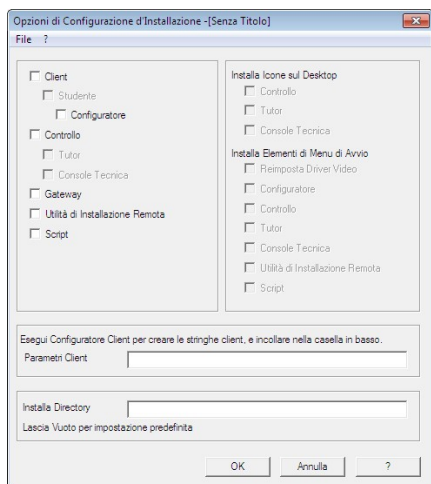 Opzioni di Configurazione d'Installazione -[Senza Titolo]
File ?
Client
Studente
Configuratore
Controllo
Tutor
Console Tecnica
Gateway
Utilità di Installazione Remota
Script
Installa Icone sul Desktop
Controllo
Tutor
Console Tecnica
Installa Elementi di Menu di Avvio
Reimposta Driver Video
Configuratore
Controllo
Tutor
Console Tecnica
Utilità di Installazione Remota
Script
Esegui Configuratore Client per creare le stringhe client, e incollare nella casella in basso.
Parametri Client
Installa Directory
Lascia Vuoto per impostazione predefinita
OK Annulla ?